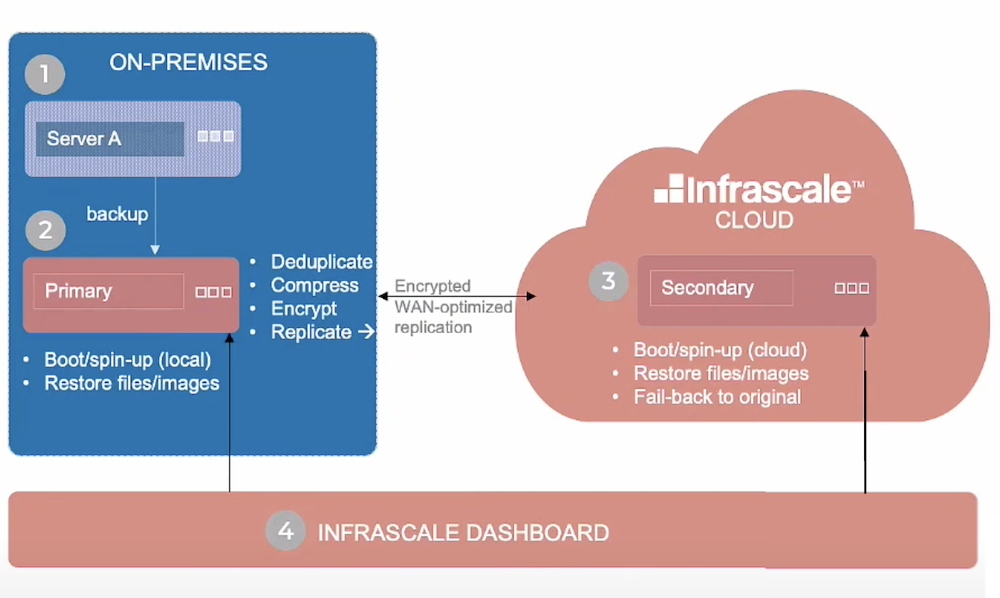 ON-PREMISES
1
Server A
backup
2
Primary
• Deduplicate
• Compress
• Encrypt
• Replicate →
• Boot/spin-up (local)
• Restore files/images
Encrypted
WAN-optimized
replication
Infrascale™
CLOUD
3
Secondary
• Boot/spin-up (cloud)
• Restore files/images
• Fail-back to original
4 INFRASCALE DASHBOARD